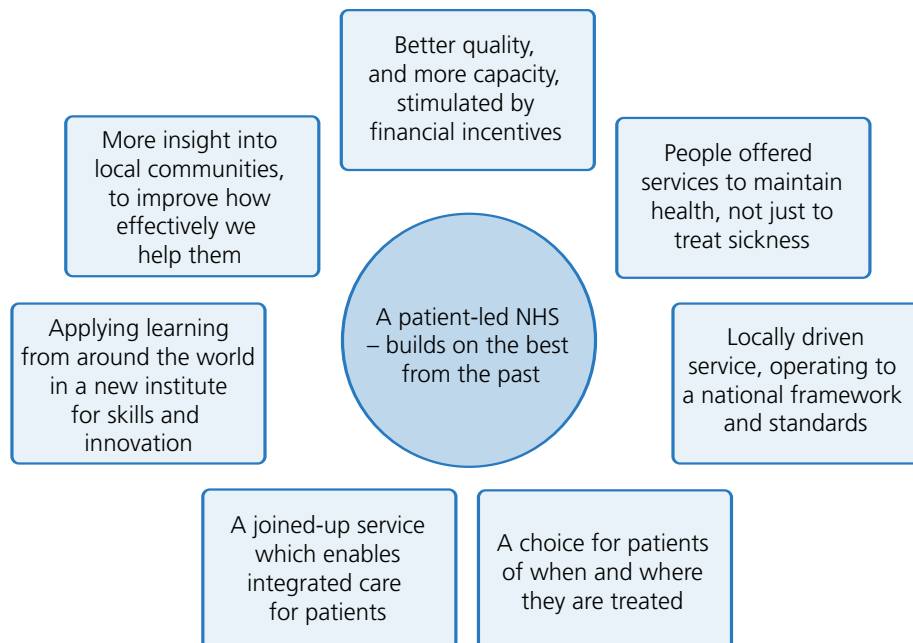 Better quality,
and more capacity,
stimulated by
financial incentives
More insight into
local communities,
to improve how
effectively we
help them
People offered
services to maintain
health, not just to
treat sickness
A patient-led NHS
– builds on the best
from the past
Applying learning
from around the world
in a new institute
for skills and
innovation
Locally driven
service, operating to
a national framework
and standards
A joined-up service
which enables
integrated care
for patients
A choice for patients
of when and where
they are treated